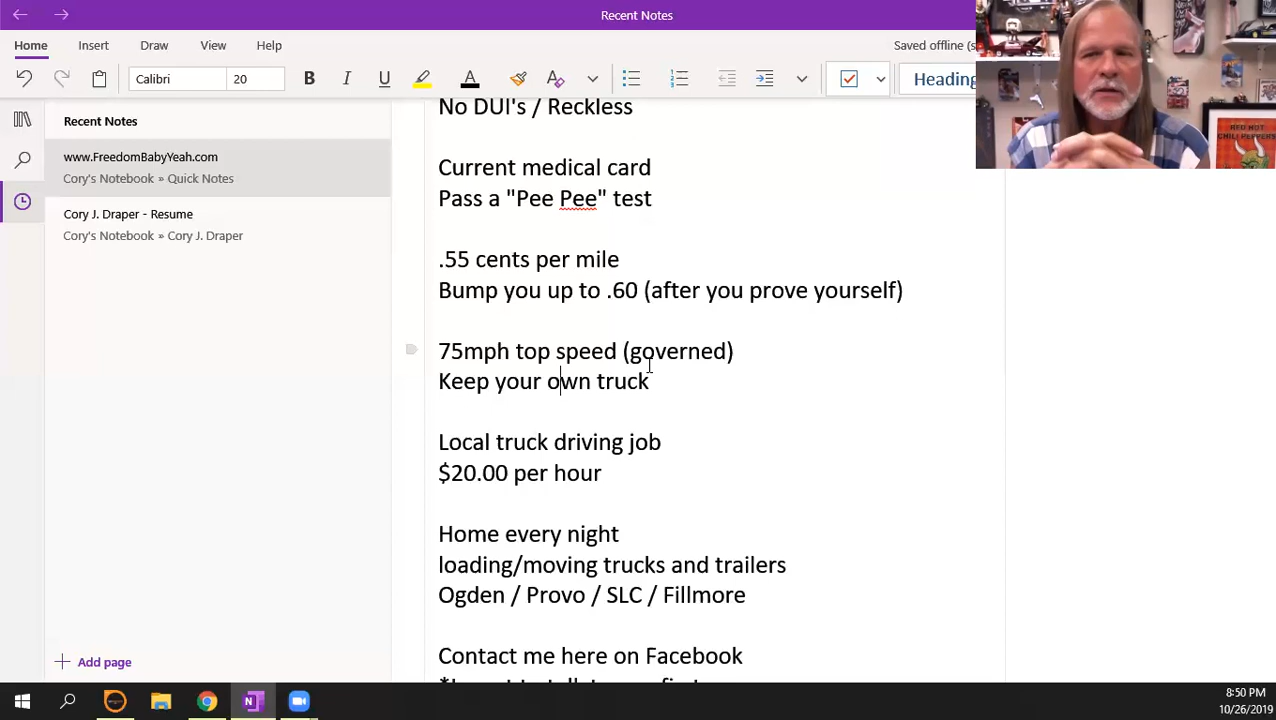 Recent Notes
Home Insert Draw View Help
Saved offline
Calibri 20 B I U A A
Recent Notes
www.FreedomBabyYeah.com
Cory's Notebook » Quick Notes
Cory J. Draper - Resume
Cory's Notebook » Cory J. Draper
Add page
No DUI's / Reckless
Current medical card
Pass a "Pee Pee" test
.55 cents per mile
Bump you up to .60 (after you prove yourself)
75mph top speed (governed)
Keep your own truck
Local truck driving job
$20.00 per hour
Home every night
loading/moving trucks and trailers
Ogden / Provo / SLC / Fillmore
Contact me here on Facebook
RED HOT
CHILI PEPPERS
8:50 PM
10/26/2019